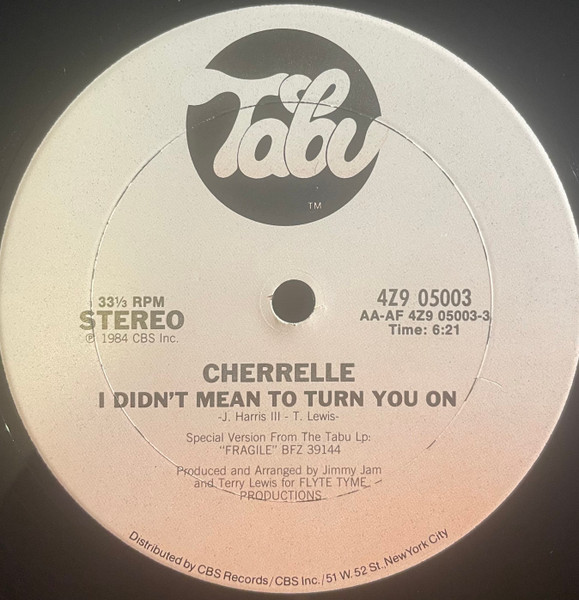 Tabu
TM
33⅓ RPM
STEREO
℗ 1984 CBS Inc.
4Z9 05003
AA-AF 4Z9 05003-3
Time: 6:21
CHERRELLE
I DIDN'T MEAN TO TURN YOU ON
-J. Harris III - T. Lewis-
Special Version From The Tabu Lp:
"FRAGILE" BFZ 39144
Produced and Arranged by Jimmy Jam
and Terry Lewis for FLYTE TYME
PRODUCTIONS
Distributed by CBS Records/CBS Inc./51 W. 52 St., New York City